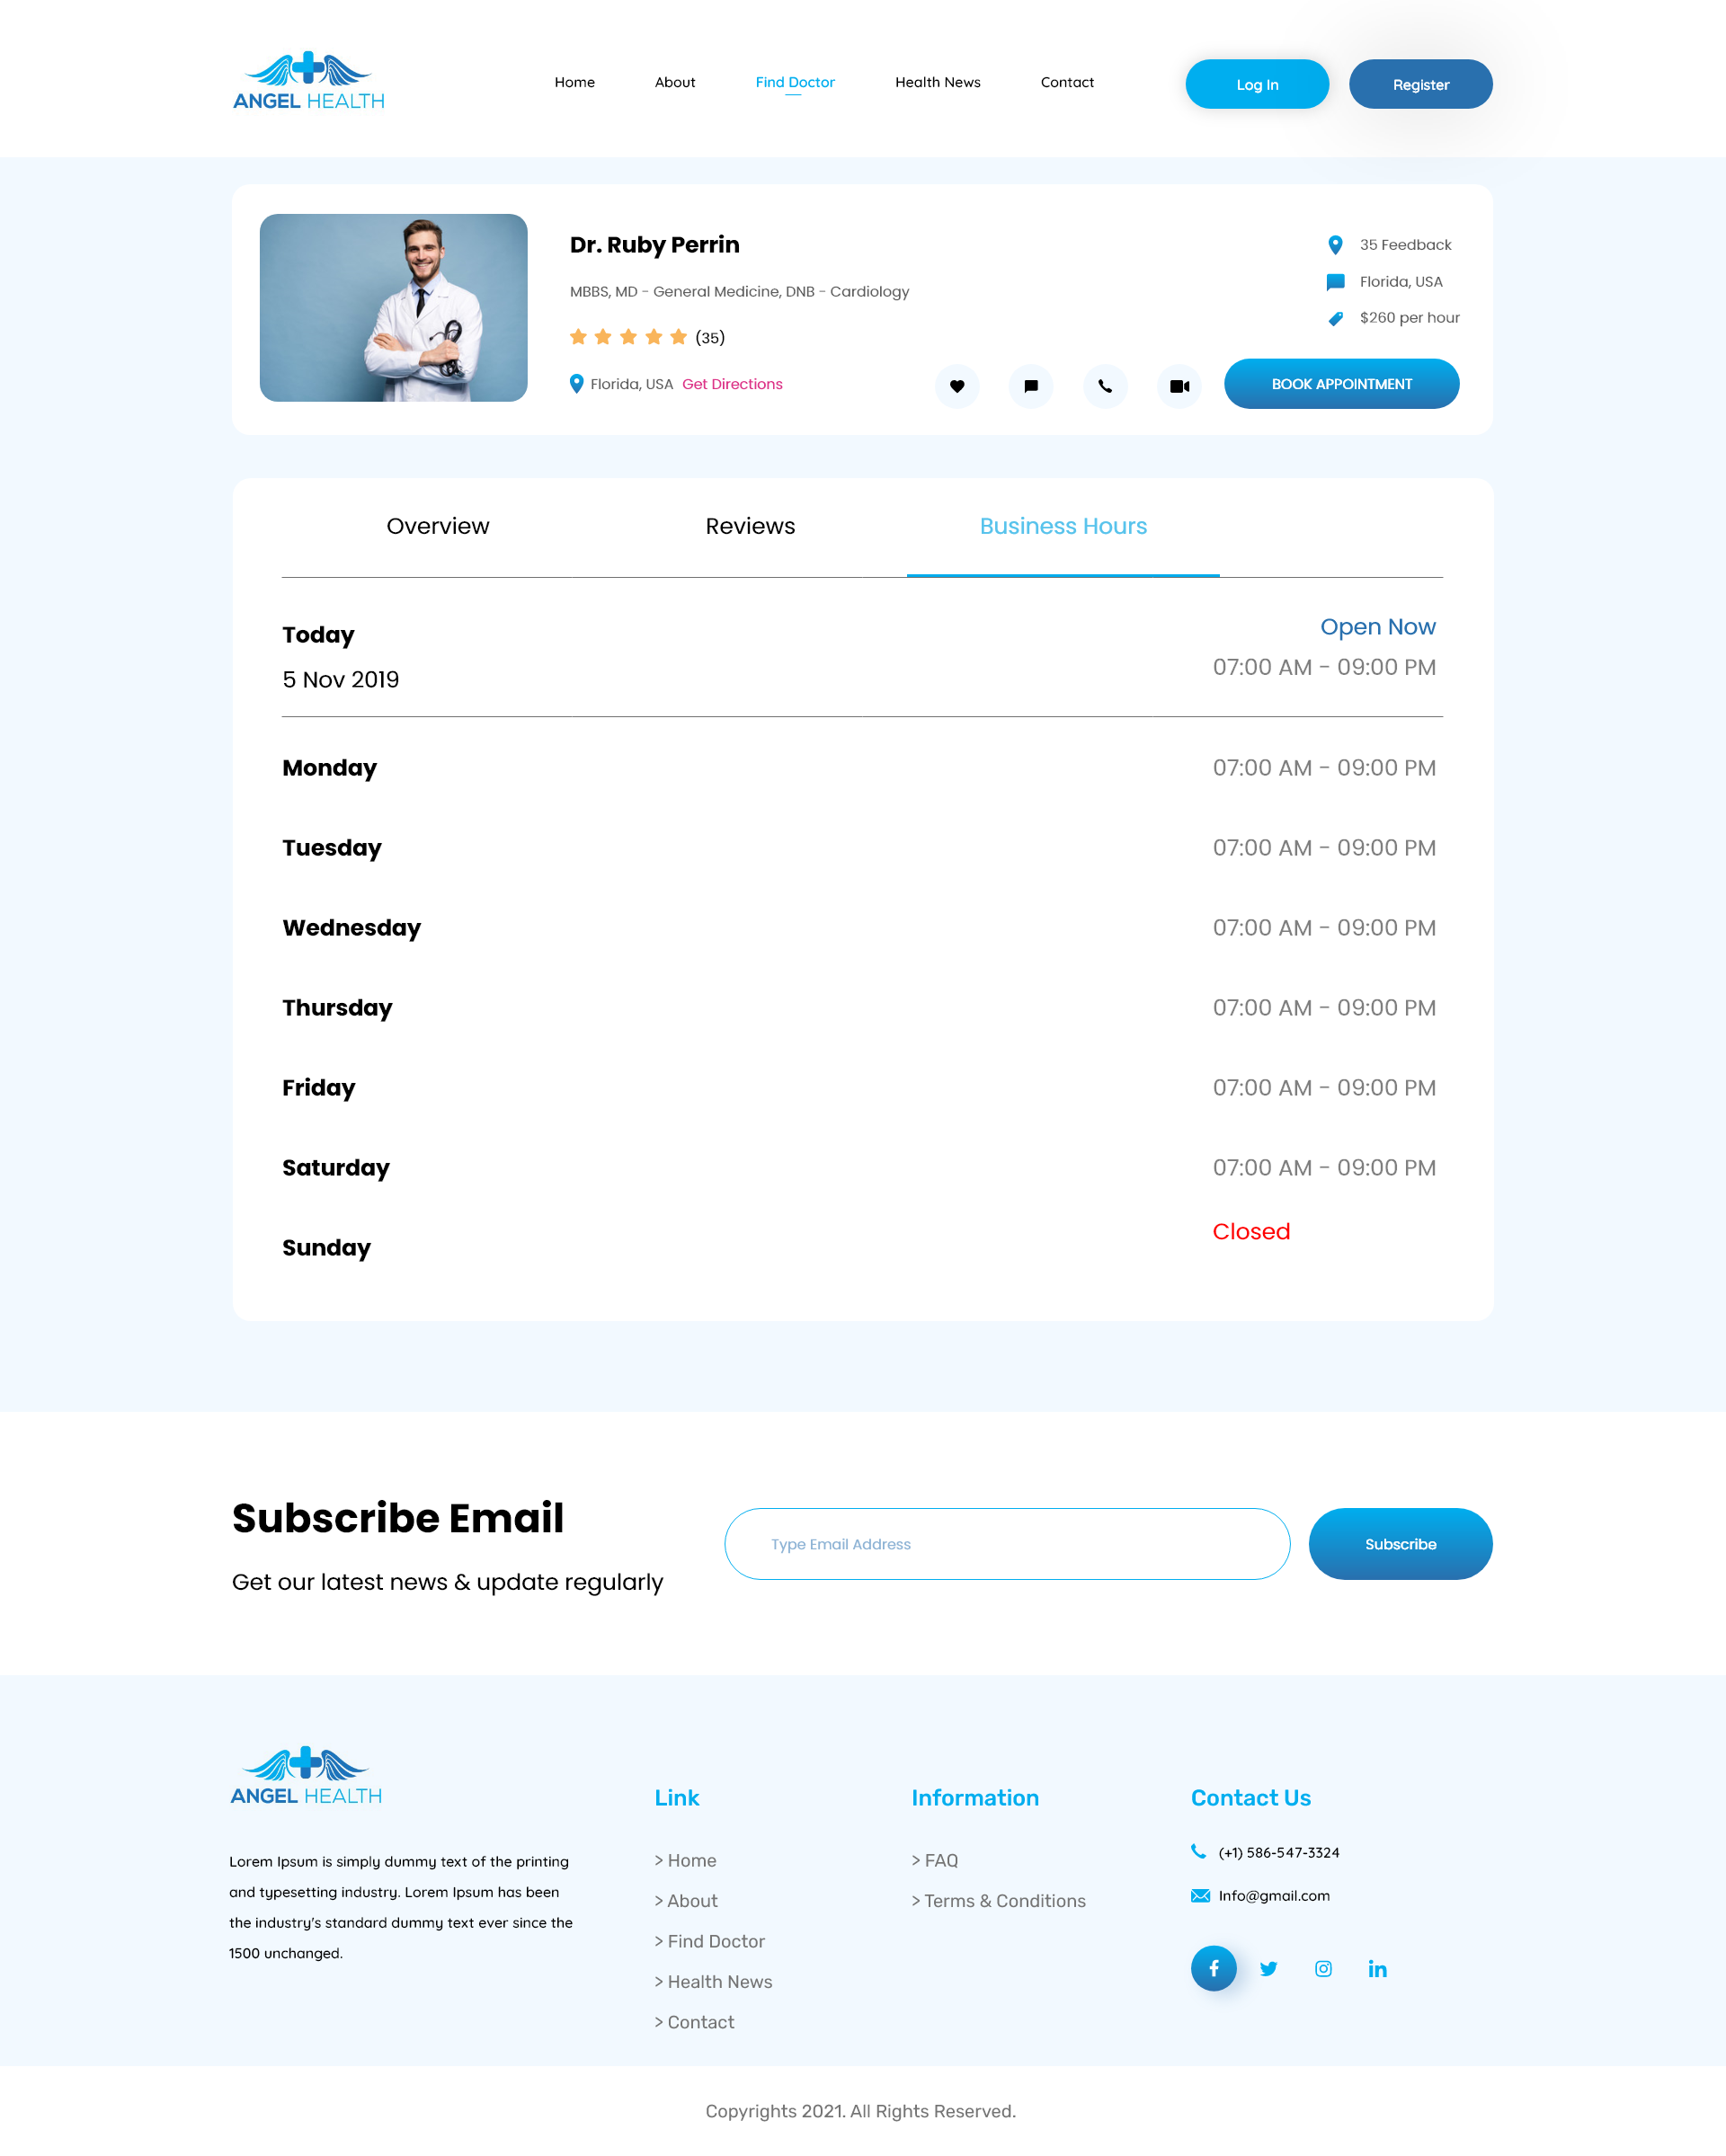 ANGEL HEALTH
Home
About
Find Doctor
Health News
Contact
Log In
Register
Dr. Ruby Perrin
MBBS, MD - General Medicine, DNB - Cardiology
(35)
Florida, USA Get Directions
35 Feedback
Florida, USA
$260 per hour
BOOK APPOINTMENT
Overview
Reviews
Business Hours
Today
Open Now
5 Nov 2019
07:00 AM - 09:00 PM
Monday
07:00 AM - 09:00 PM
Tuesday
07:00 AM - 09:00 PM
Wednesday
07:00 AM - 09:00 PM
Thursday
07:00 AM - 09:00 PM
Friday
07:00 AM - 09:00 PM
Saturday
07:00 AM - 09:00 PM
Sunday
Closed
Subscribe Email
Get our latest news & update regularly
Type Email Address
Subscribe
ANGEL HEALTH
Lorem Ipsum is simply dummy text of the printing
and typesetting industry. Lorem Ipsum has been
the industry's standard dummy text ever since the
1500 unchanged.
Link
> Home
> About
> Find Doctor
> Health News
> Contact
Information
> FAQ
> Terms & Conditions
Contact Us
(+1) 586-547-3324
Info@gmail.com
Copyrights 2021. All Rights Reserved.